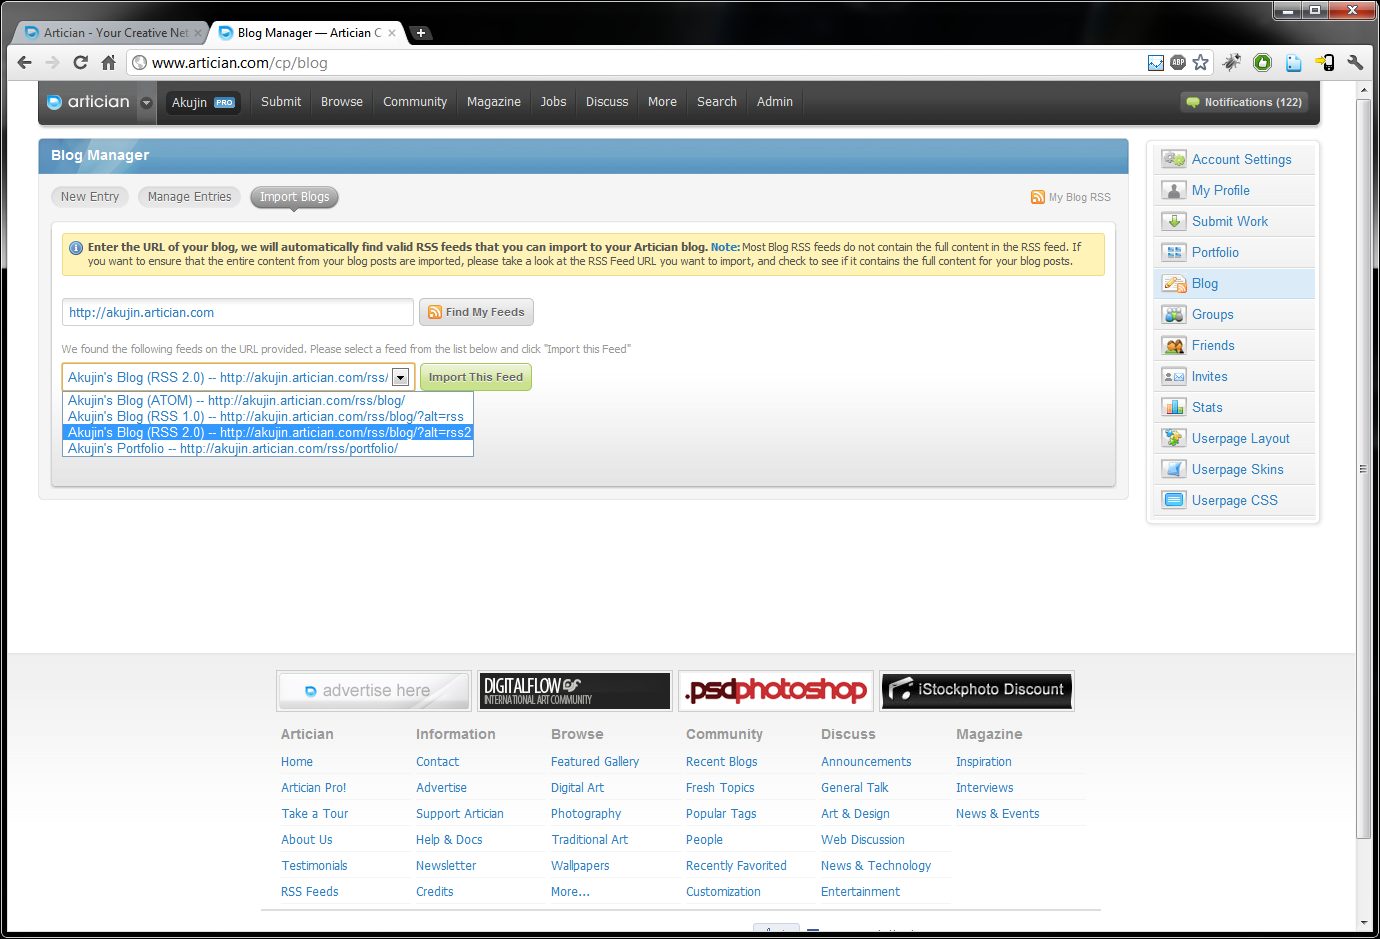 Artician - Your Creative Net
Blog Manager — Artician C
www.artician.com/cp/blog
ABP
artician
Akujin PRO
Submit
Browse
Community
Magazine
Jobs
Discuss
More
Search
Admin
Notifications (122)
Blog Manager
New Entry
Manage Entries
Import Blogs
My Blog RSS
Enter the URL of your blog, we will automatically find valid RSS feeds that you can import to your Artician blog. Note: Most Blog RSS feeds do not contain the full content in the RSS feed. If
you want to ensure that the entire content from your blog posts are imported, please take a look at the RSS Feed URL you want to import, and check to see if it contains the full content for your blog posts.
http://akujin.artician.com
Find My Feeds
We found the following feeds on the URL provided. Please select a feed from the list below and click "Import this Feed"
Akujin's Blog (RSS 2.0) -- http://akujin.artician.com/rss/
Import This Feed
Akujin's Blog (ATOM) -- http://akujin.artician.com/rss/blog/
Akujin's Blog (RSS 1.0) -- http://akujin.artician.com/rss/blog/?alt=rss
Akujin's Blog (RSS 2.0) -- http://akujin.artician.com/rss/blog/?alt=rss2
Akujin's Portfolio -- http://akujin.artician.com/rss/portfolio/
Account Settings
My Profile
Submit Work
Portfolio
Blog
Groups
Friends
Invites
Stats
Userpage Layout
Userpage Skins
Userpage CSS
advertise here
DIGITALFLOW
INTERNATIONAL ART COMMUNITY
.psdphotoshop
iStockphoto Discount
Artician
Home
Artician Pro!
Take a Tour
About Us
Testimonials
RSS Feeds
Information
Contact
Advertise
Support Artician
Help & Docs
Newsletter
Credits
Browse
Featured Gallery
Digital Art
Photography
Traditional Art
Wallpapers
More...
Community
Recent Blogs
Fresh Topics
Popular Tags
People
Recently Favorited
Customization
Discuss
Announcements
General Talk
Art & Design
Web Discussion
News & Technology
Entertainment
Magazine
Inspiration
Interviews
News & Events